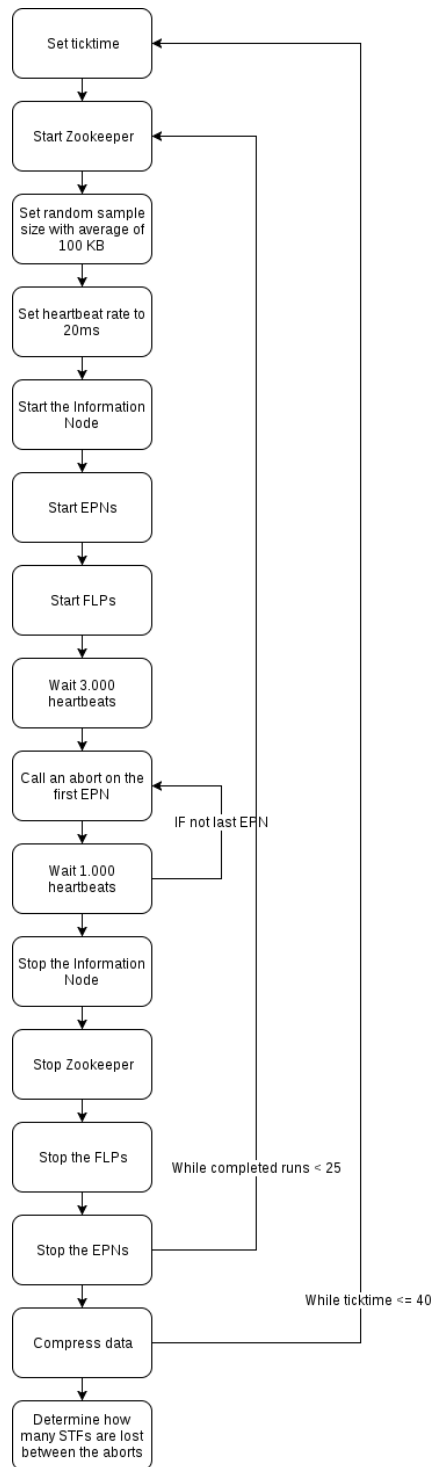 Set ticktime
Start Zookeeper
Set random sample
size with average of
100 KB
Set heartbeat rate to
20ms
Start the Information
Node
Start EPNs
Start FLPs
Wait 3.000
heartbeats
Call an abort on the
first EPN
IF not last EPN
Wait 1.000
heartbeats
Stop the Information
Node
Stop Zookeeper
Stop the FLPs
While completed runs < 25
Stop the EPNs
While ticktime <= 40
Compress data
Determine how
many STFs are lost
between the aborts